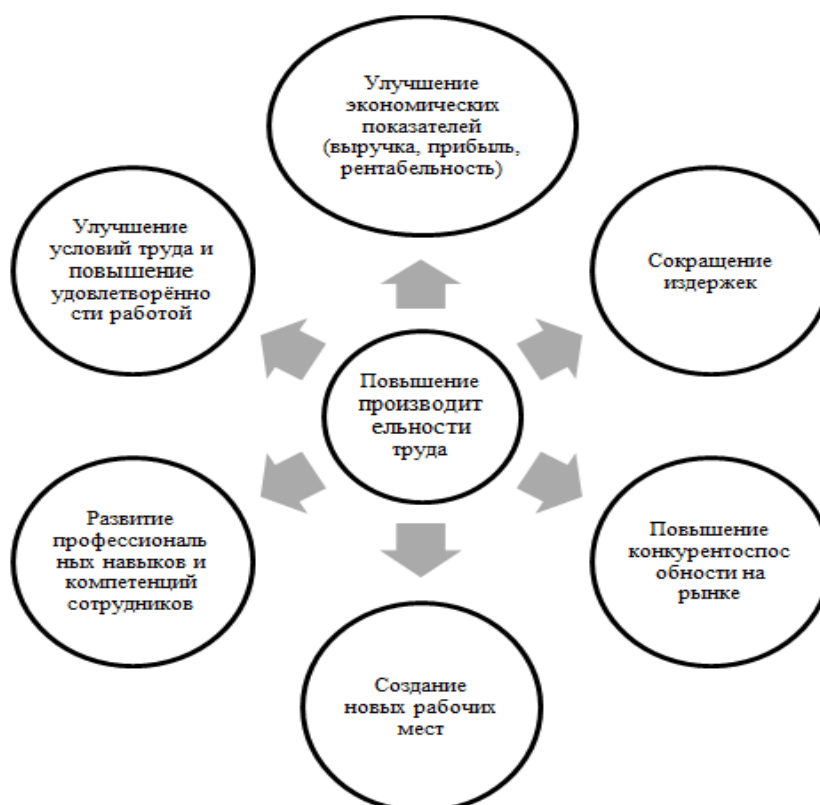 Улучшение
экономических
показателей
(выручка, прибыль,
рентабельность)
Улучшение
условий труда и
повышение
удовлетворённо
сти работой
Сокращение
издержек
Повышение
производит
ельности
труда
Развитие
профессиональ
ных навыков и
компетенций
сотрудников
Повышение
конкурентоспос
обности на
рынке
Создание
новых рабочих
мест